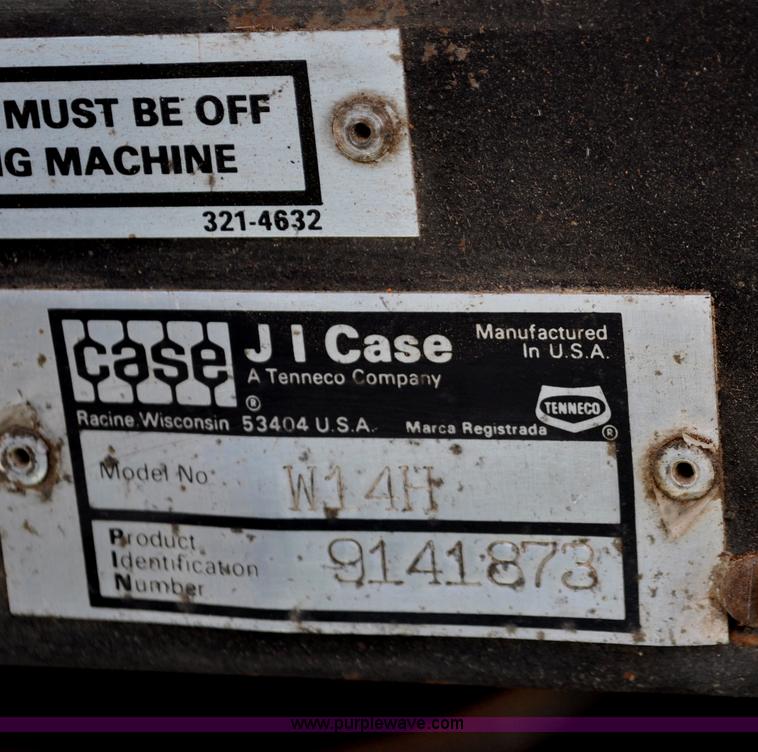 MUST BE OFF
NG MACHINE
321-4632
case J I Case
A Tenneco Company
®
Manufactured
In U.S.A.
TENNECO
Racine, Wisconsin 53404 U.S.A. Marca Registrada ®
Model No W14H
Product
Identification
Number
9141873
www.purplewave.com